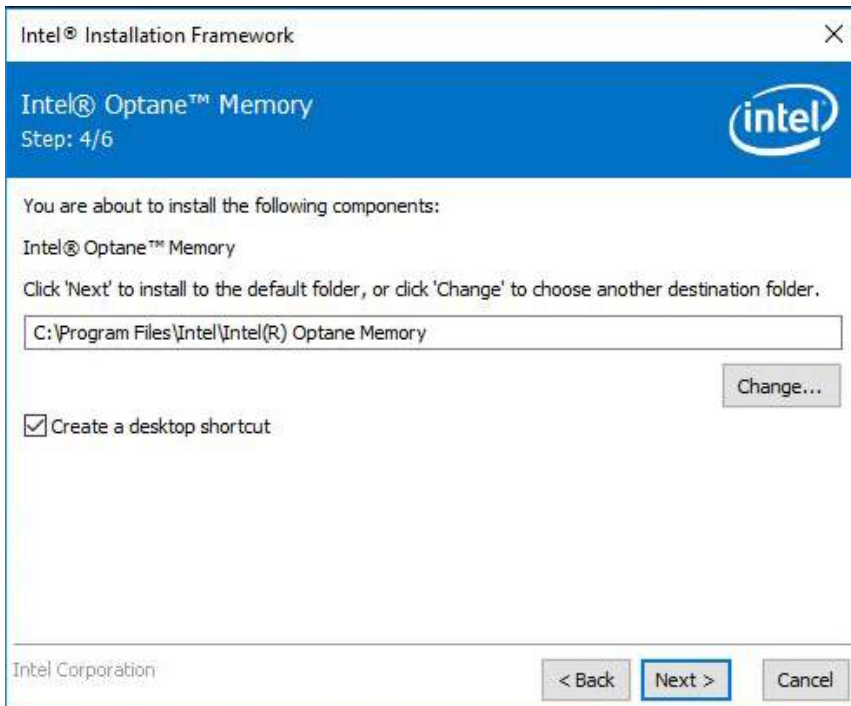 Intel® Installation Framework
Intel® Optane™ Memory
Step: 4/6
intel
You are about to install the following components:
Intel® Optane™ Memory
Click 'Next' to install to the default folder, or click 'Change' to choose another destination folder.
C:\Program Files\Intel\Intel(R) Optane Memory
Change...
Create a desktop shortcut
Intel Corporation
< Back
Next >
Cancel